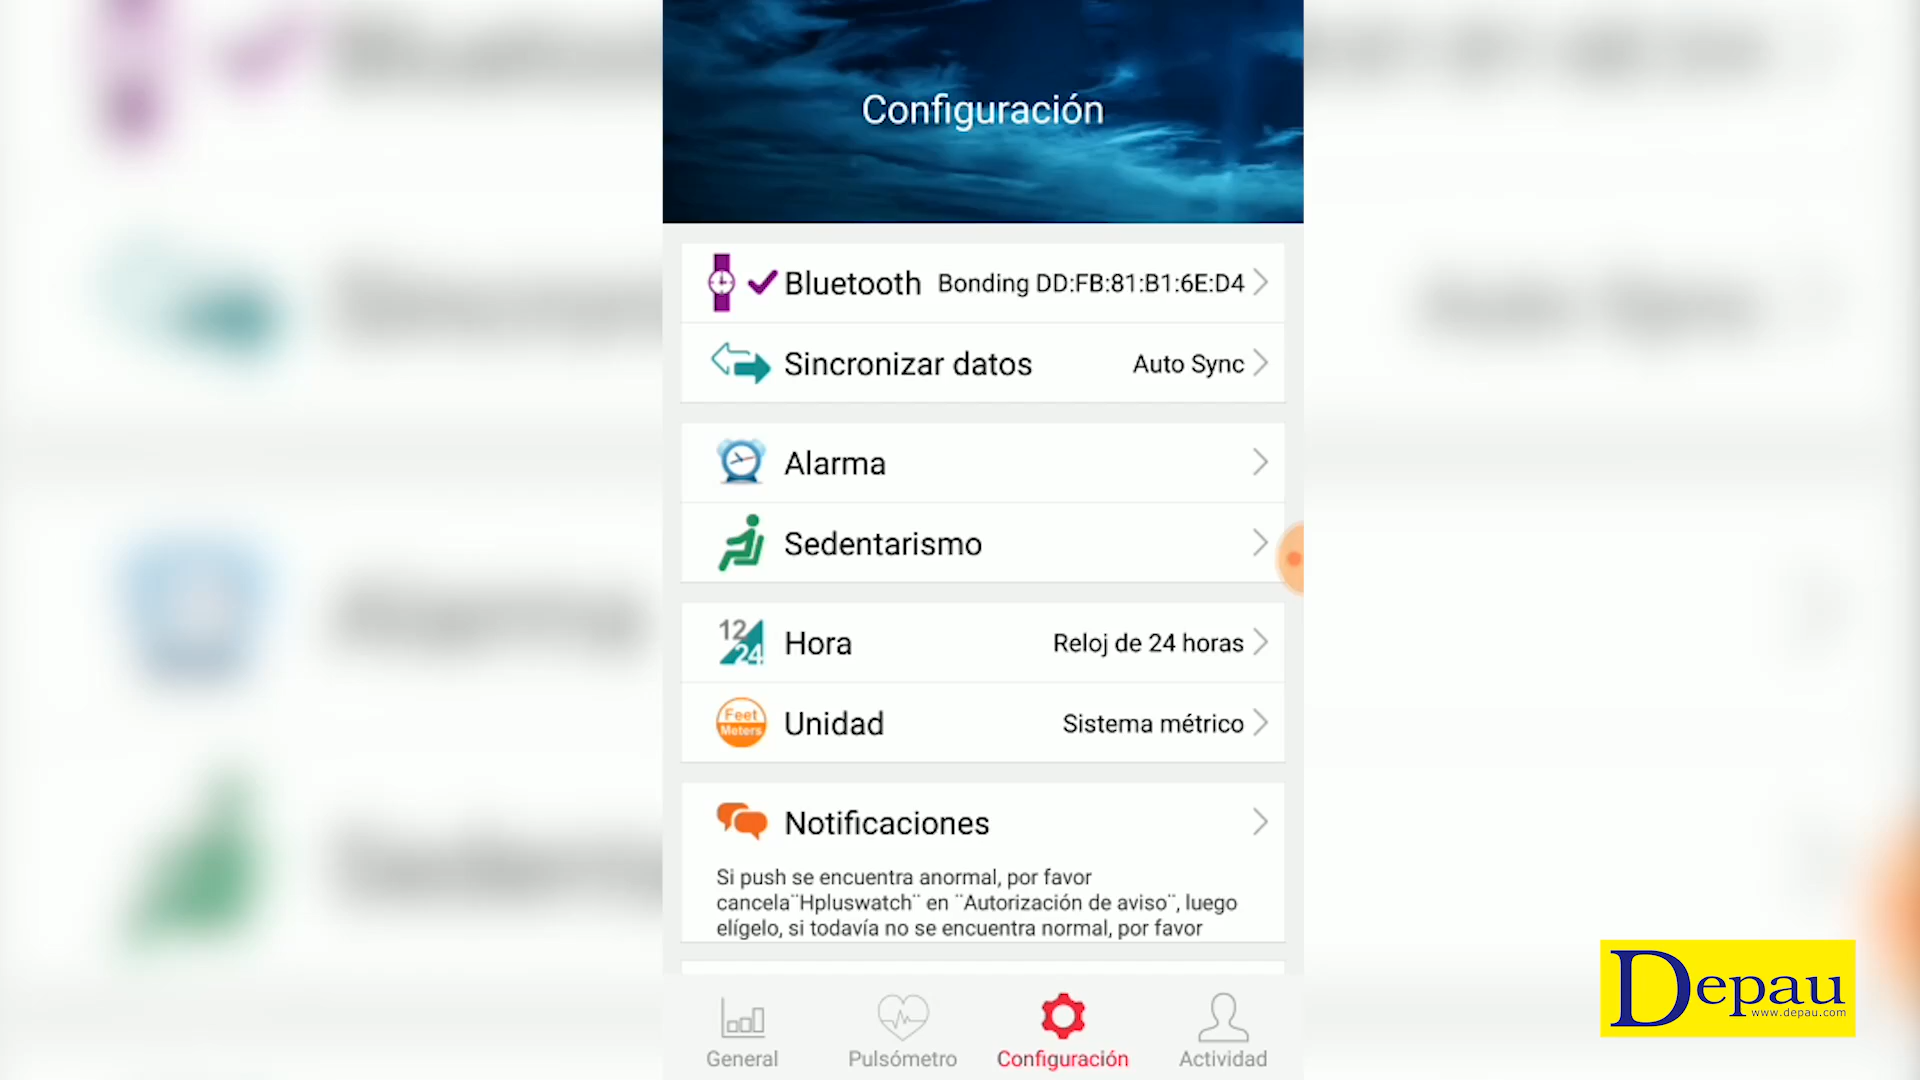 Configuración
Bluetooth Bonding DD:FB:81:B1:6E:D4
Sincronizar datos Auto Sync
Alarma
Sedentarismo
12
24
Hora Reloj de 24 horas
Feet
Meters
Unidad Sistema métrico
Notificaciones
Si push se encuentra anormal, por favor
cancela¨Hpluswatch¨ en ¨Autorización de aviso¨, luego
elígelo, si todavía no se encuentra normal, por favor
General Pulsómetro Configuración Actividad
Depau
www.depau.com